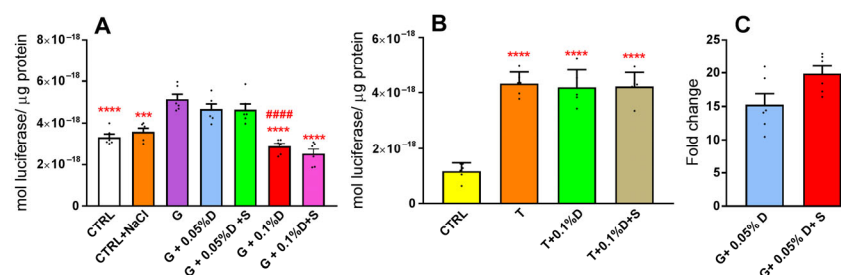 A
mol luciferase/ μg protein
8×10⁻¹⁸
6×10⁻¹⁸
4×10⁻¹⁸
2×10⁻¹⁸
0
****
***
####
****
****
CTRL
CTRL+NaCl
G
G + 0.05%D
G + 0.05%D+S
G + 0.1%D
G + 0.1%D+S
B
mol luciferase/ μg protein
6×10⁻¹⁸
4×10⁻¹⁸
2×10⁻¹⁸
0
****
****
****
CTRL
T
T+0.1%D
T+0.1%D+S
C
Fold change
25
20
15
10
5
0
G+ 0.05% D
G+ 0.05% D+ S